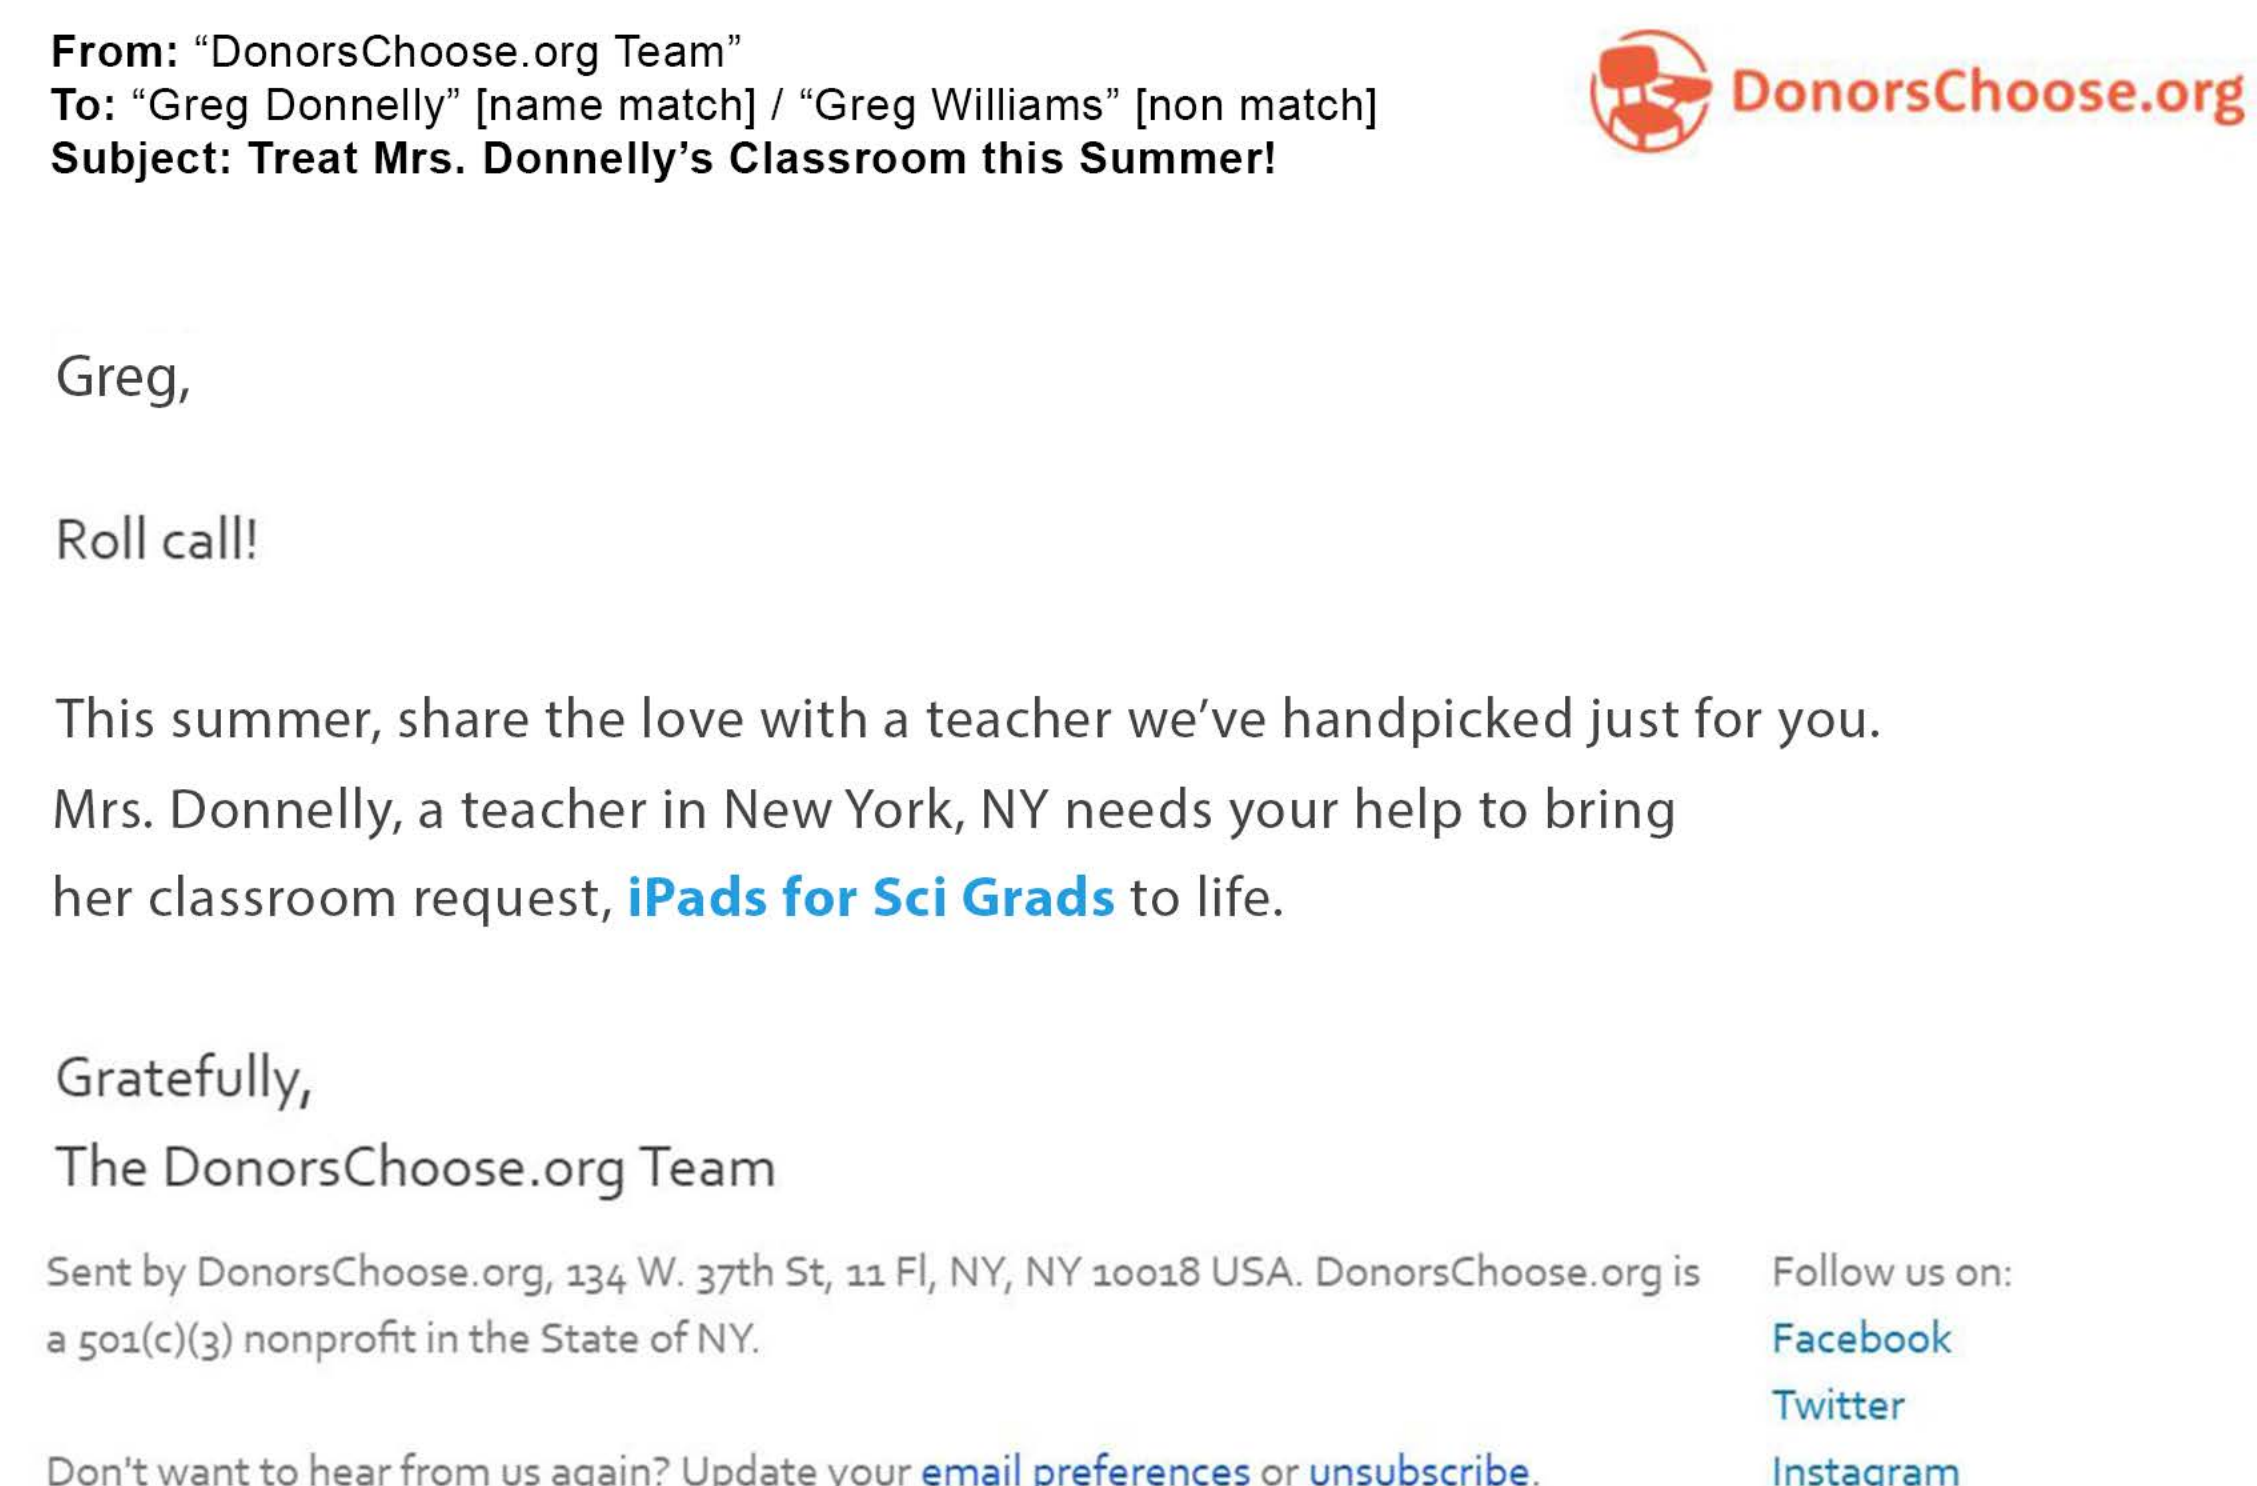 From: “DonorsChoose.org Team”
To: “Greg Donnelly” [name match] / “Greg Williams” [non match]
Subject: Treat Mrs. Donnelly’s Classroom this Summer!
DonorsChoose.org
Greg,
Roll call!
This summer, share the love with a teacher we’ve handpicked just for you.
Mrs. Donnelly, a teacher in New York, NY needs your help to bring
her classroom request, iPads for Sci Grads to life.
Gratefully,
The DonorsChoose.org Team
Sent by DonorsChoose.org, 134 W. 37th St, 11 Fl, NY, NY 10018 USA. DonorsChoose.org is
a 501(c)(3) nonprofit in the State of NY.
Don't want to hear from us again? Update your email preferences or unsubscribe.
Follow us on:
Facebook
Twitter
Instagram